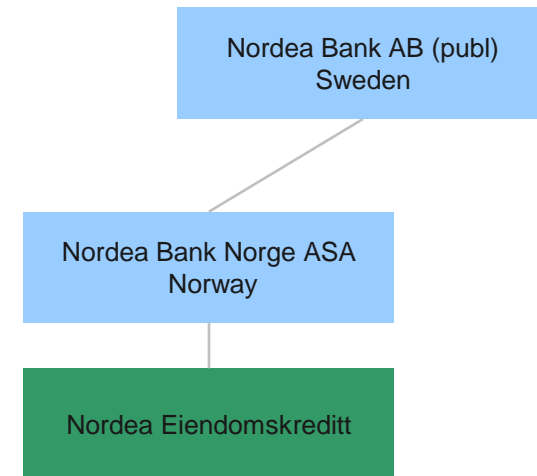 Nordea Bank AB (publ)
Sweden
Nordea Bank Norge ASA
Norway
Nordea Eiendomskreditt